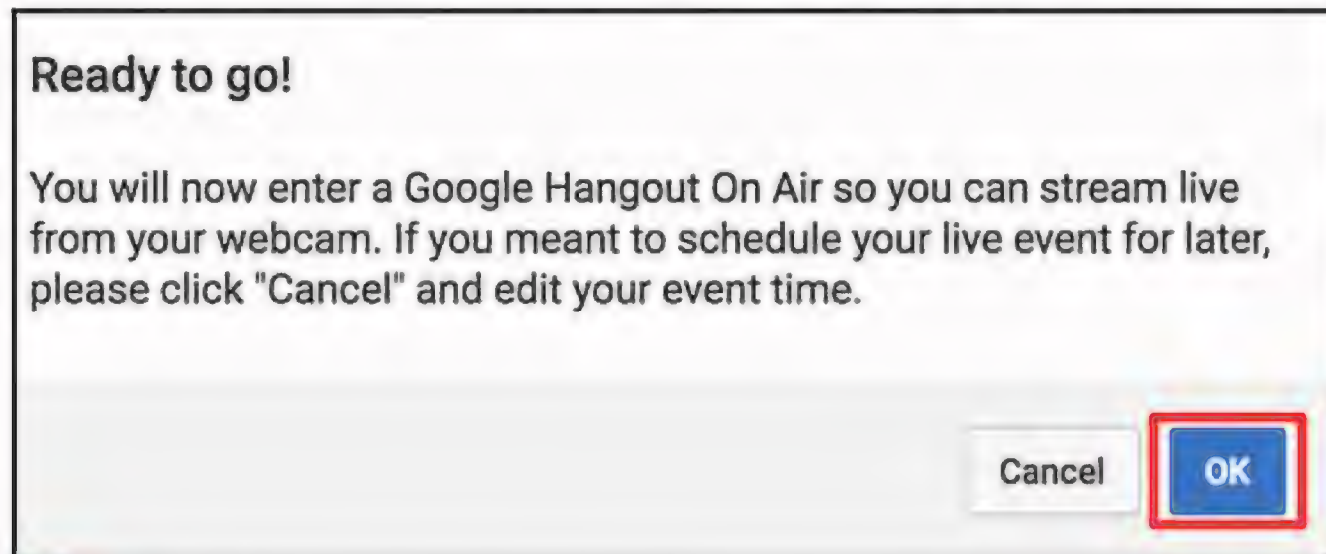 Ready to go!
You will now enter a Google Hangout On Air so you can stream live
from your webcam. If you meant to schedule your live event for later,
please click "Cancel" and edit your event time.
Cancel
OK